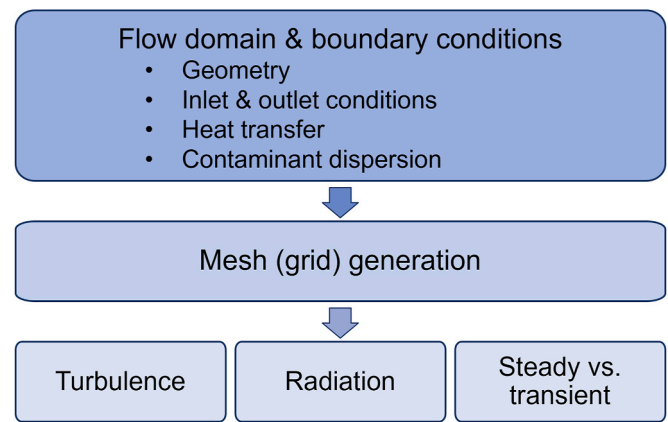 Flow domain & boundary conditions
• Geometry
• Inlet & outlet conditions
• Heat transfer
• Contaminant dispersion
Mesh (grid) generation
Turbulence
Radiation
Steady vs.
transient